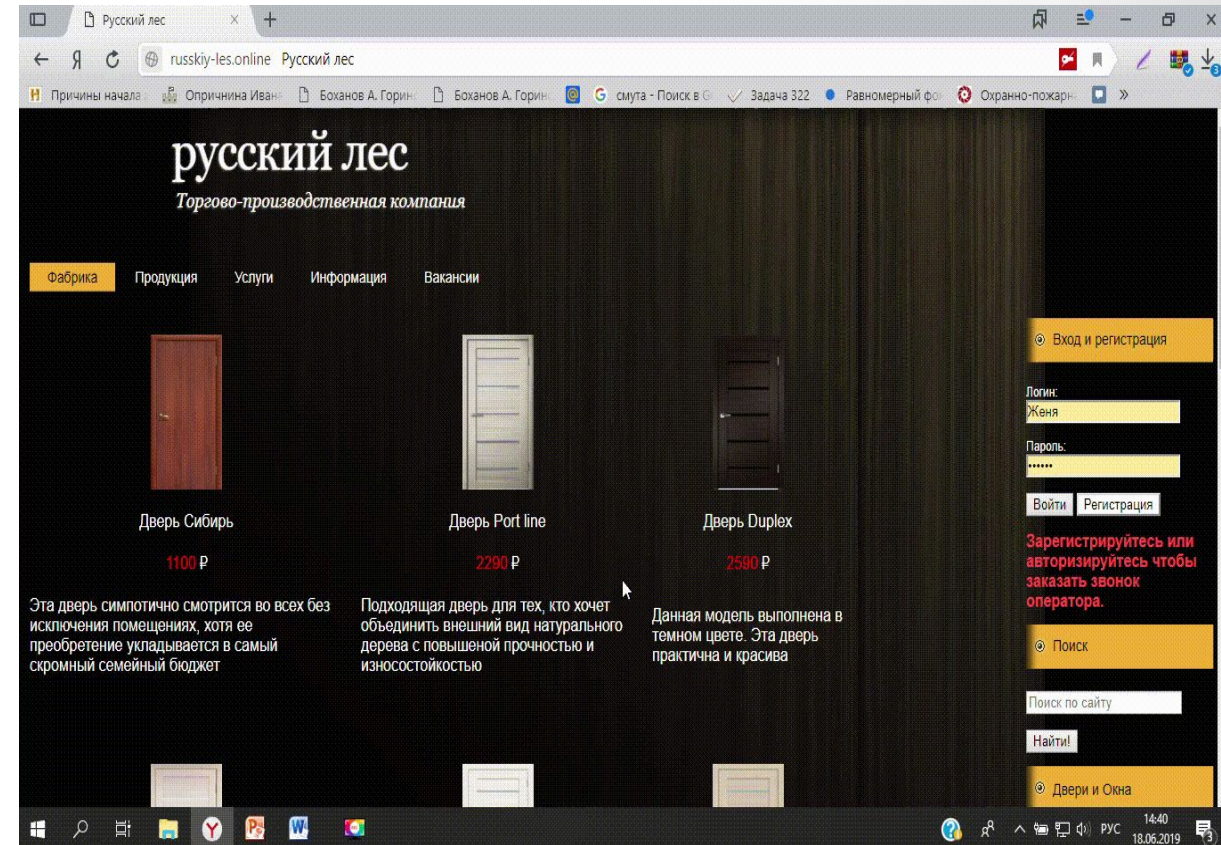 Русский лес
russkiy-les.online Русский лес
Причины начала
Опричнина Иван
Боханов А. Горин
Боханов А. Горин
смута - Поиск в G
Задача 322
Равномерный фо
Охранно-пожарн
»
русский лес
Торгово-производственная компания
Фабрика
Продукция
Услуги
Информация
Вакансии
Дверь Сибирь
1100 ₽
Эта дверь симпотично смотрится во всех без
исключения помещениях, хотя ее
преобретение укладывается в самый
скромный семейный бюджет
Дверь Port line
2290 ₽
Подходящая дверь для тех, кто хочет
объединить внешний вид натурального
дерева с повышеной прочностью и
износостойкостью
Дверь Duplex
2590 ₽
Данная модель выполнена в
темном цвете. Эта дверь
практична и красива
Вход и регистрация
Логин:
Женя
Пароль:
••••••
Войти
Регистрация
Зарегистрируйтесь или
авторизируйтесь чтобы
заказать звонок
оператора.
Поиск
Поиск по сайту
Найти!
Двери и Окна
РУС
14:40
18.06.2019